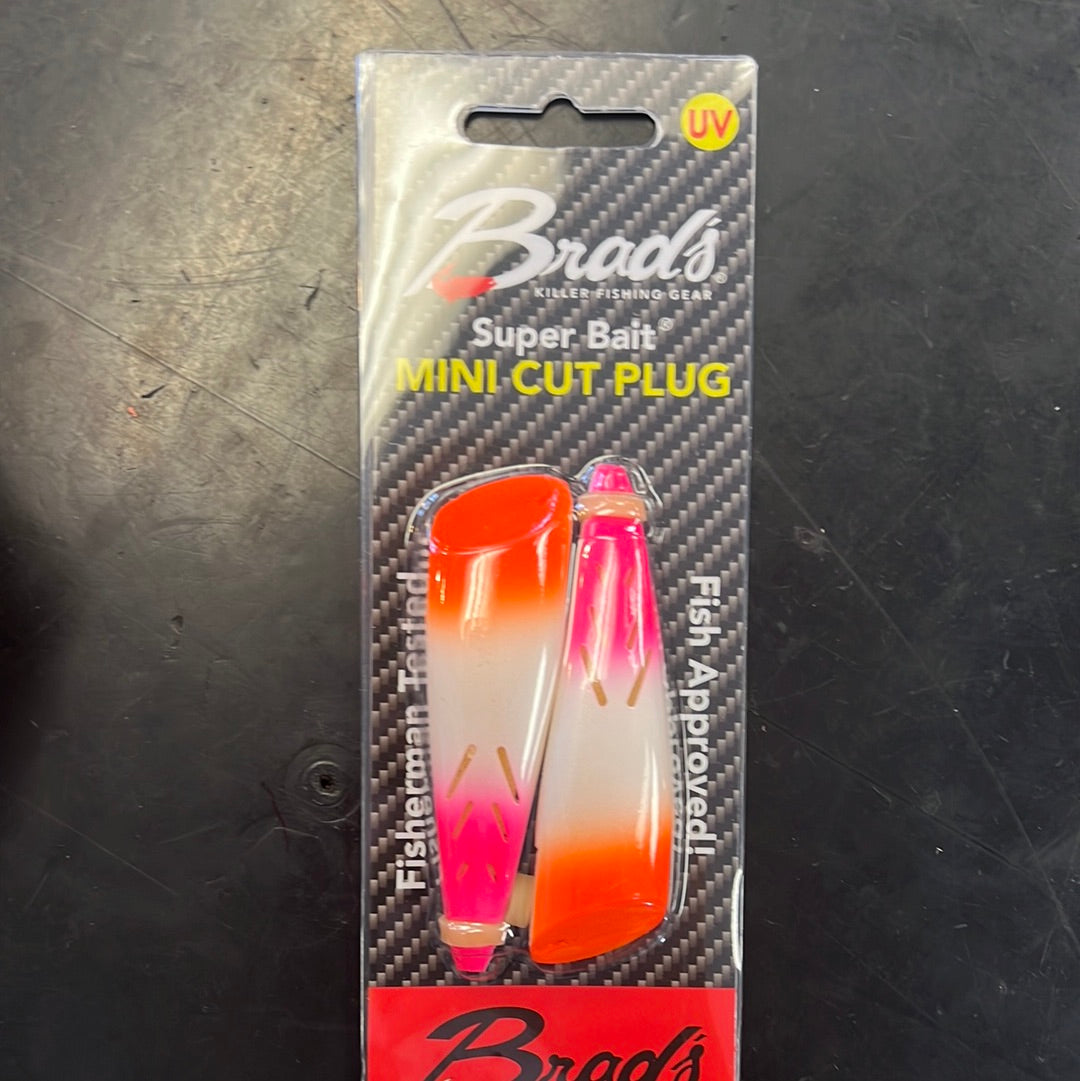 UV
Brad's®
KILLER FISHING GEAR
Super Bait®
MINI CUT PLUG
Fisherman Tested
Fish Approved!
Brad's